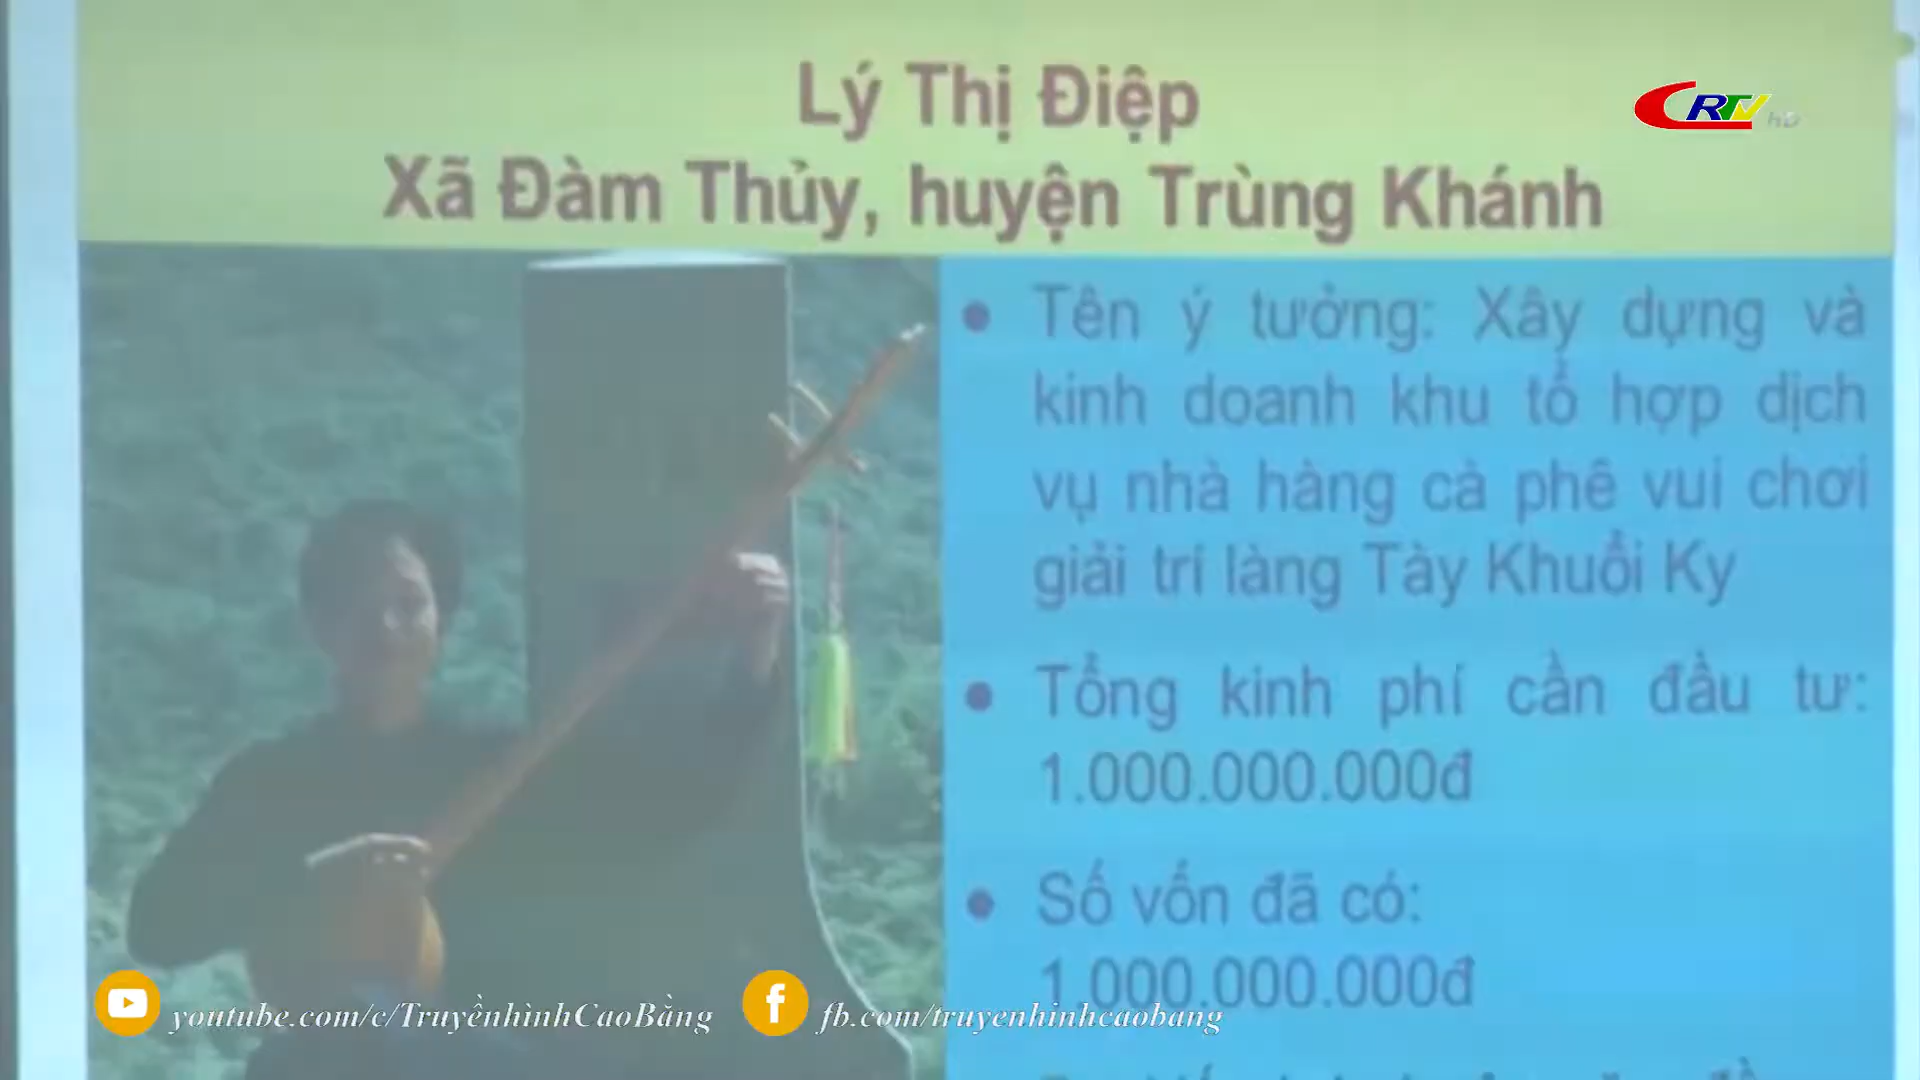 Lý Thị Điệp
Xã Đàm Thủy, huyện Trùng Khánh
CRTV HD
• Tên ý tưởng: Xây dựng và
kinh doanh khu tổ hợp dịch
vụ nhà hàng cà phê vui chơi
giải trí làng Tày Khuổi Ky
• Tổng kinh phí cần đầu tư:
1.000.000.000đ
• Số vốn đã có:
1.000.000.000đ
youtube.com/c/TruyềnhìnhCaoBằng
fb.com/truyenhinhcaobang